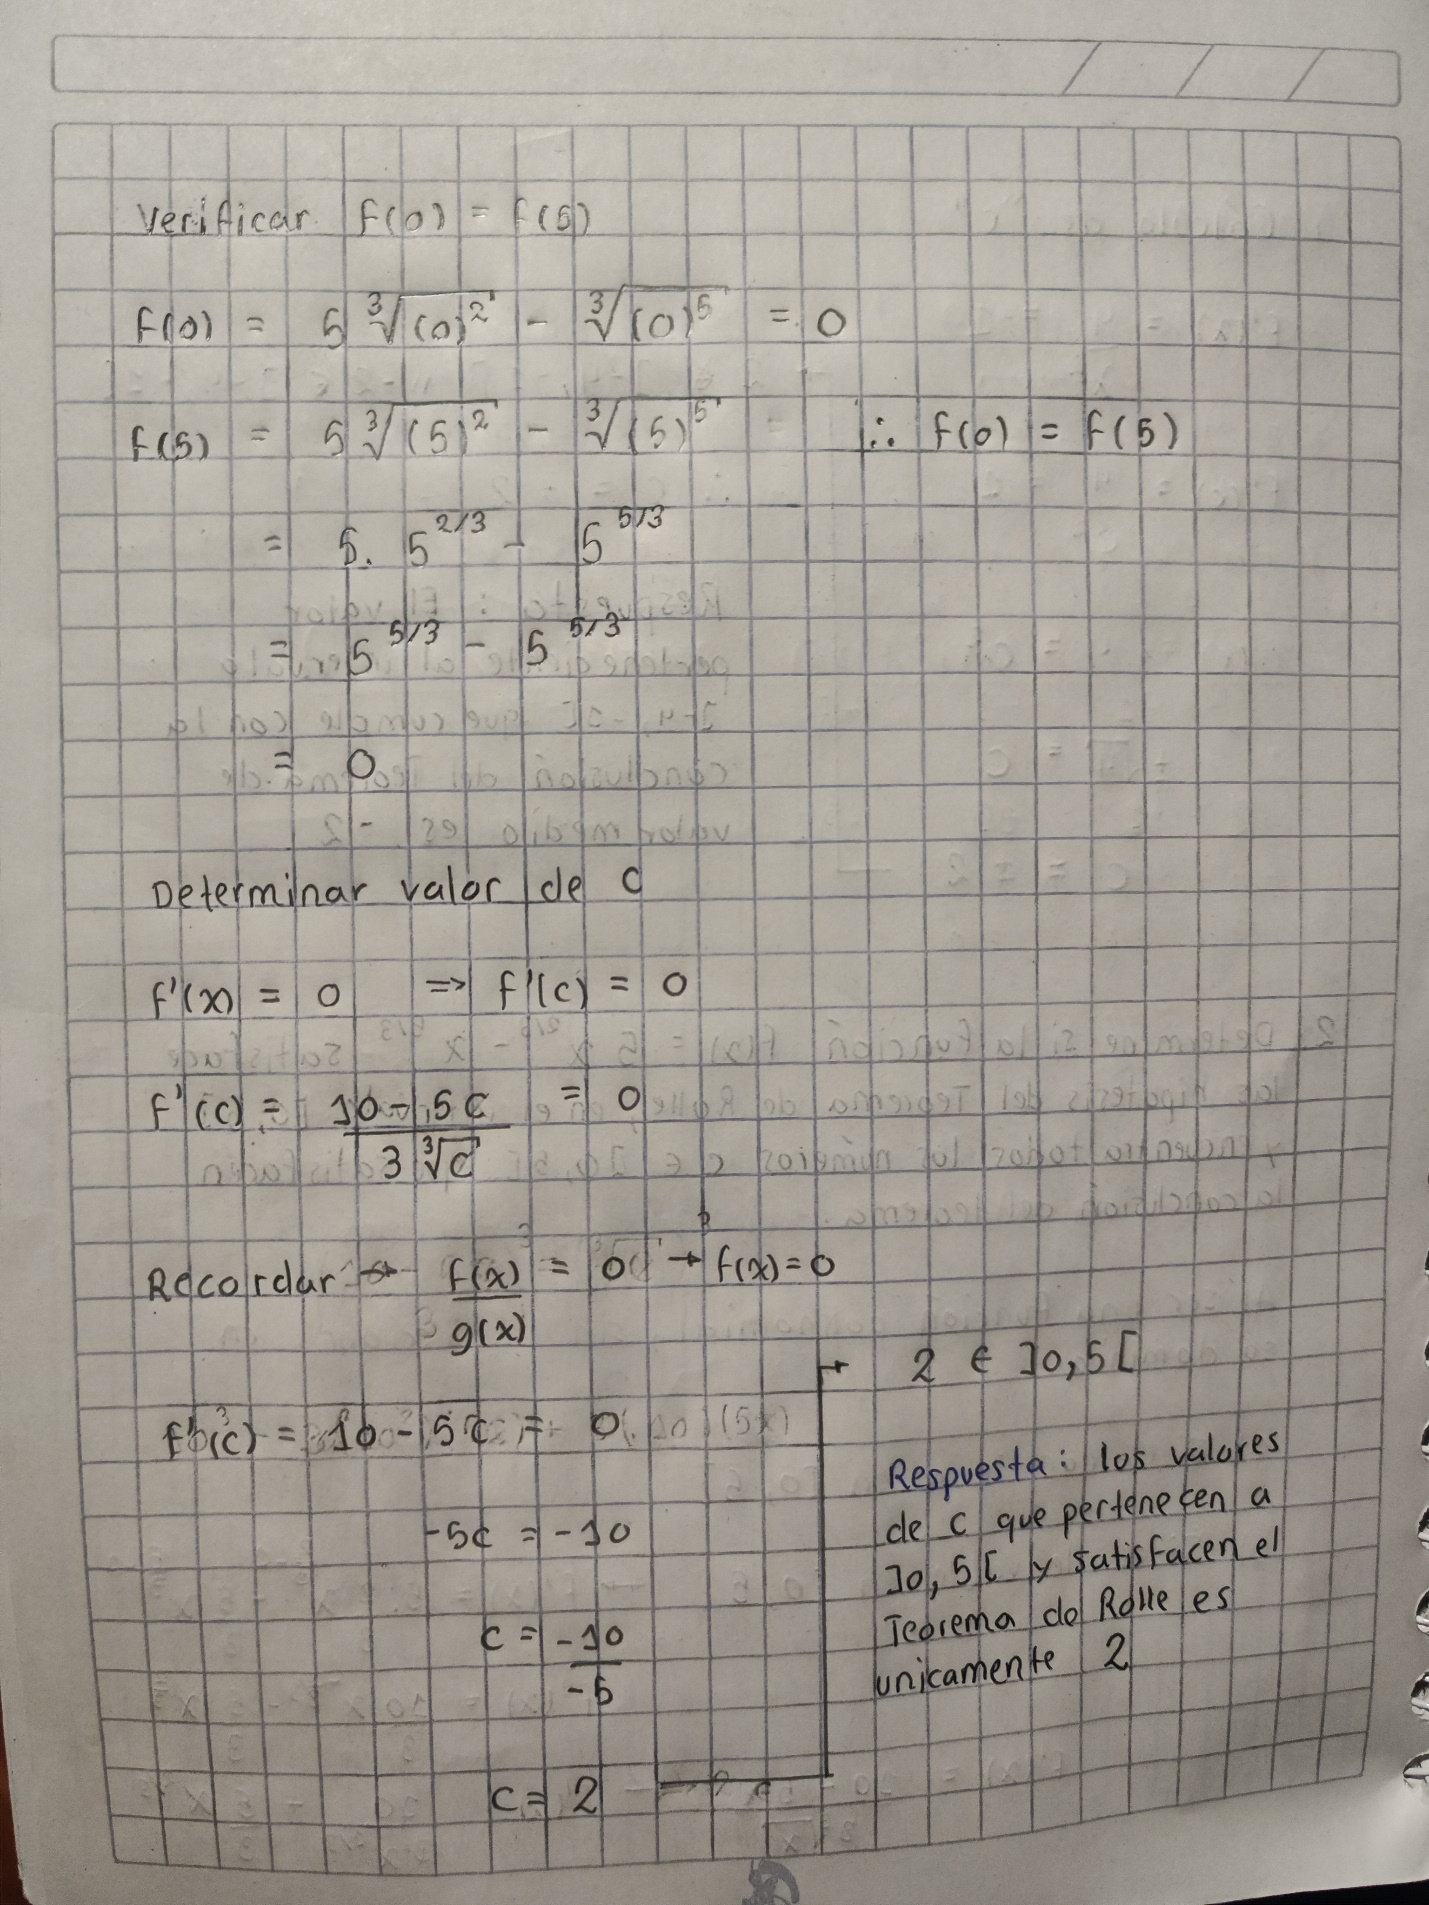 Verificar f(0) = f(5)
f(0) = 5 ∛(0)² - ∛(0)⁵ = 0
f(5) = 5 ∛(5)² - ∛(5)⁵ = ∴ f(0) = f(5)
= 5. 5^2/3 - 5^5/3
= 5^5/3 - 5^5/3
= 0
Determinar valor de c
f'(x) = 0 => f'(c) = 0
f'(c) = 10 - 5c = 0
3 ∛c
Recordar → f(x) = 0 → f(x) = 0
g(x)
f'(c) = 10 - 5c = 0
-5c = -10
c = -10
-5
c = 2
→ 2 ∈ ]0,5[
Respuesta: los valores
de c que pertenecen a
]0,5[ y satisfacen el
Teorema de Rolle es
unicamente 2